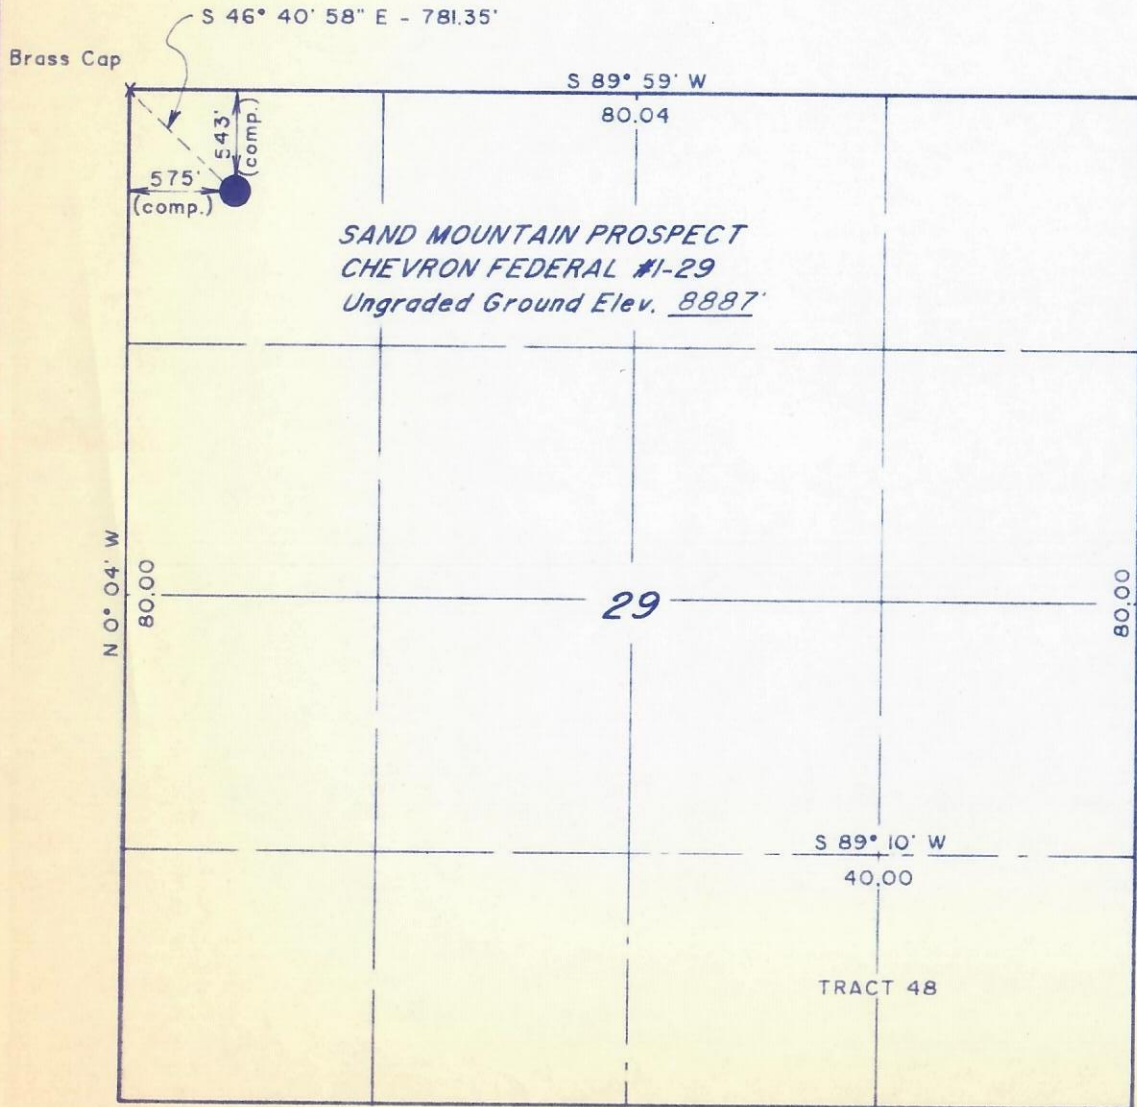 S 46° 40' 58" E - 781.35'
Brass Cap
S 89° 59' W
80.04
543'
(comp.)
575'
(comp.)
SAND MOUNTAIN PROSPECT
CHEVRON FEDERAL #1-29
Ungraded Ground Elev. 8887'
N 0° 04' W
80.00
29
80.00
S 89° 10' W
40.00
TRACT 48